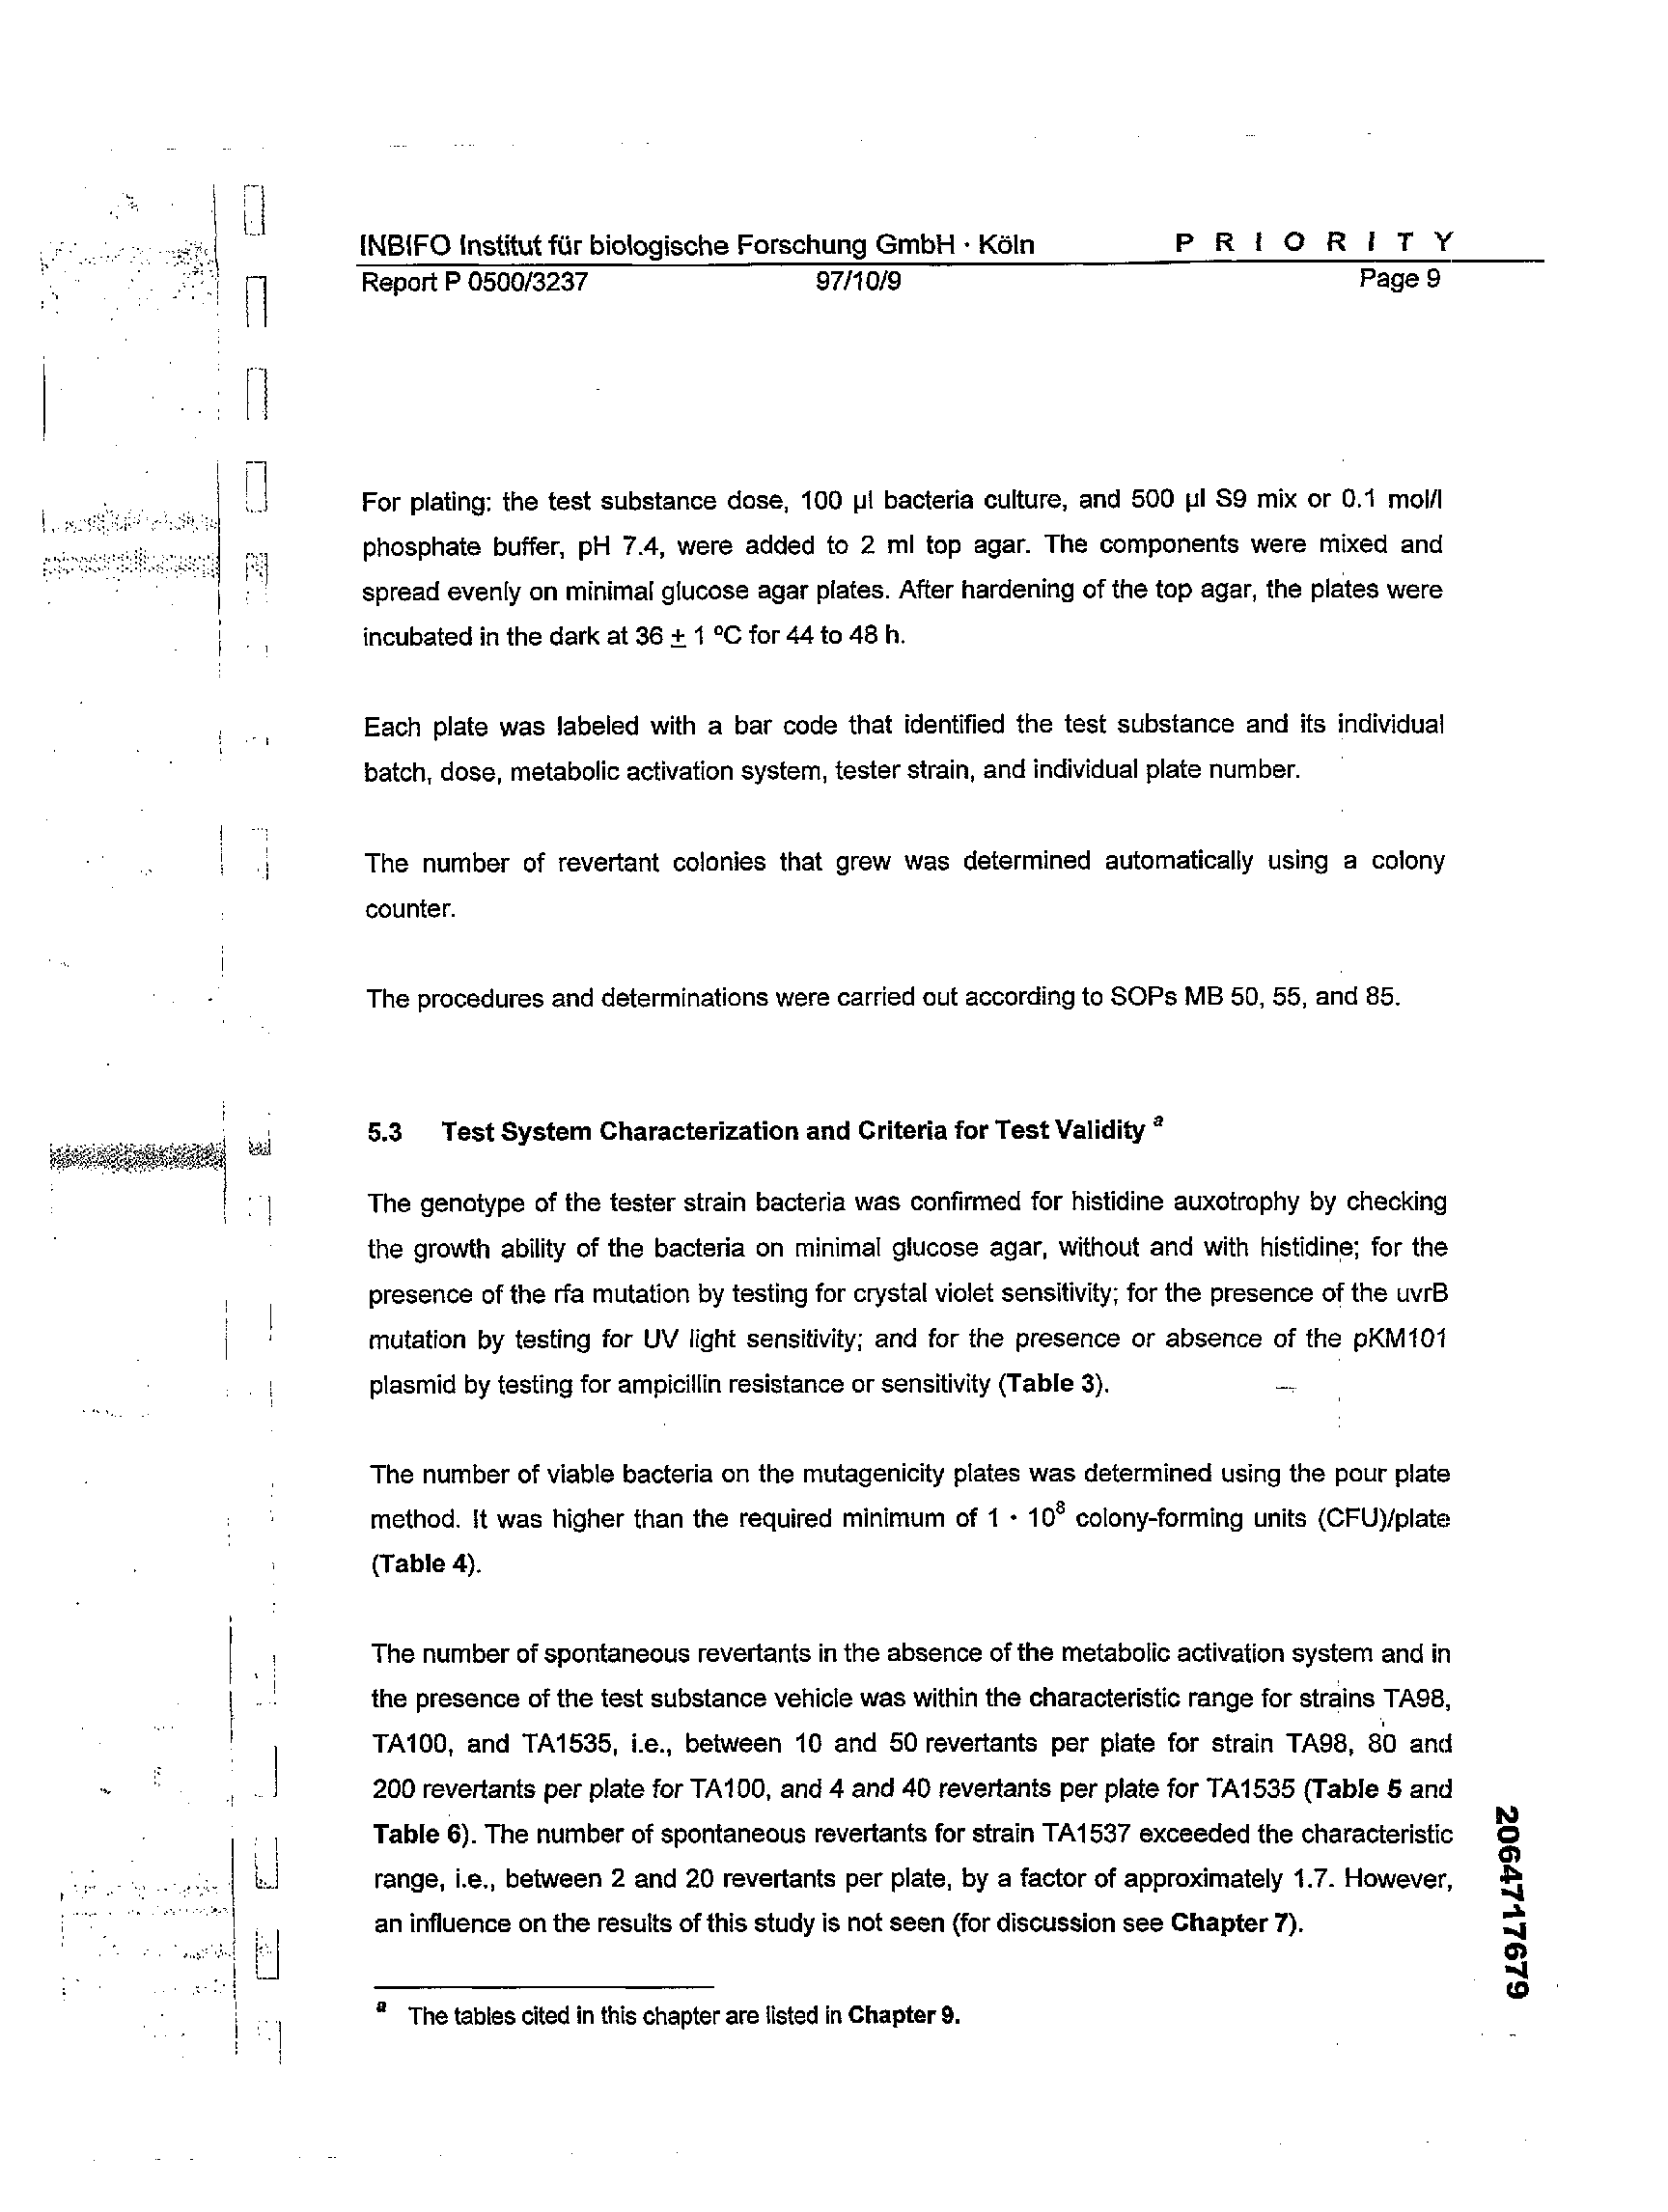 INBIFO Institut für biologische Forschung GmbH · Köln P R I O R I T Y
Report P 0500/3237 97/10/9 Page 9
For plating: the test substance dose, 100 µl bacteria culture, and 500 µl S9 mix or 0.1 mol/l
phosphate buffer, pH 7.4, were added to 2 ml top agar. The components were mixed and
spread evenly on minimal glucose agar plates. After hardening of the top agar, the plates were
incubated in the dark at 36 ± 1 ºC for 44 to 48 h.
Each plate was labeled with a bar code that identified the test substance and its individual
batch, dose, metabolic activation system, tester strain, and individual plate number.
The number of revertant colonies that grew was determined automatically using a colony
counter.
The procedures and determinations were carried out according to SOPs MB 50, 55, and 85.
5.3 Test System Characterization and Criteria for Test Validity ª
The genotype of the tester strain bacteria was confirmed for histidine auxotrophy by checking
the growth ability of the bacteria on minimal glucose agar, without and with histidine; for the
presence of the rfa mutation by testing for crystal violet sensitivity; for the presence of the uvrB
mutation by testing for UV light sensitivity; and for the presence or absence of the pKM101
plasmid by testing for ampicillin resistance or sensitivity (Table 3).
The number of viable bacteria on the mutagenicity plates was determined using the pour plate
method. It was higher than the required minimum of 1 · 10⁸ colony-forming units (CFU)/plate
(Table 4).
The number of spontaneous revertants in the absence of the metabolic activation system and in
the presence of the test substance vehicle was within the characteristic range for strains TA98,
TA100, and TA1535, i.e., between 10 and 50 revertants per plate for strain TA98, 80 and
200 revertants per plate for TA100, and 4 and 40 revertants per plate for TA1535 (Table 5 and
Table 6). The number of spontaneous revertants for strain TA1537 exceeded the characteristic
range, i.e., between 2 and 20 revertants per plate, by a factor of approximately 1.7. However,
an influence on the results of this study is not seen (for discussion see Chapter 7).
ª The tables cited in this chapter are listed in Chapter 9.
2064717679